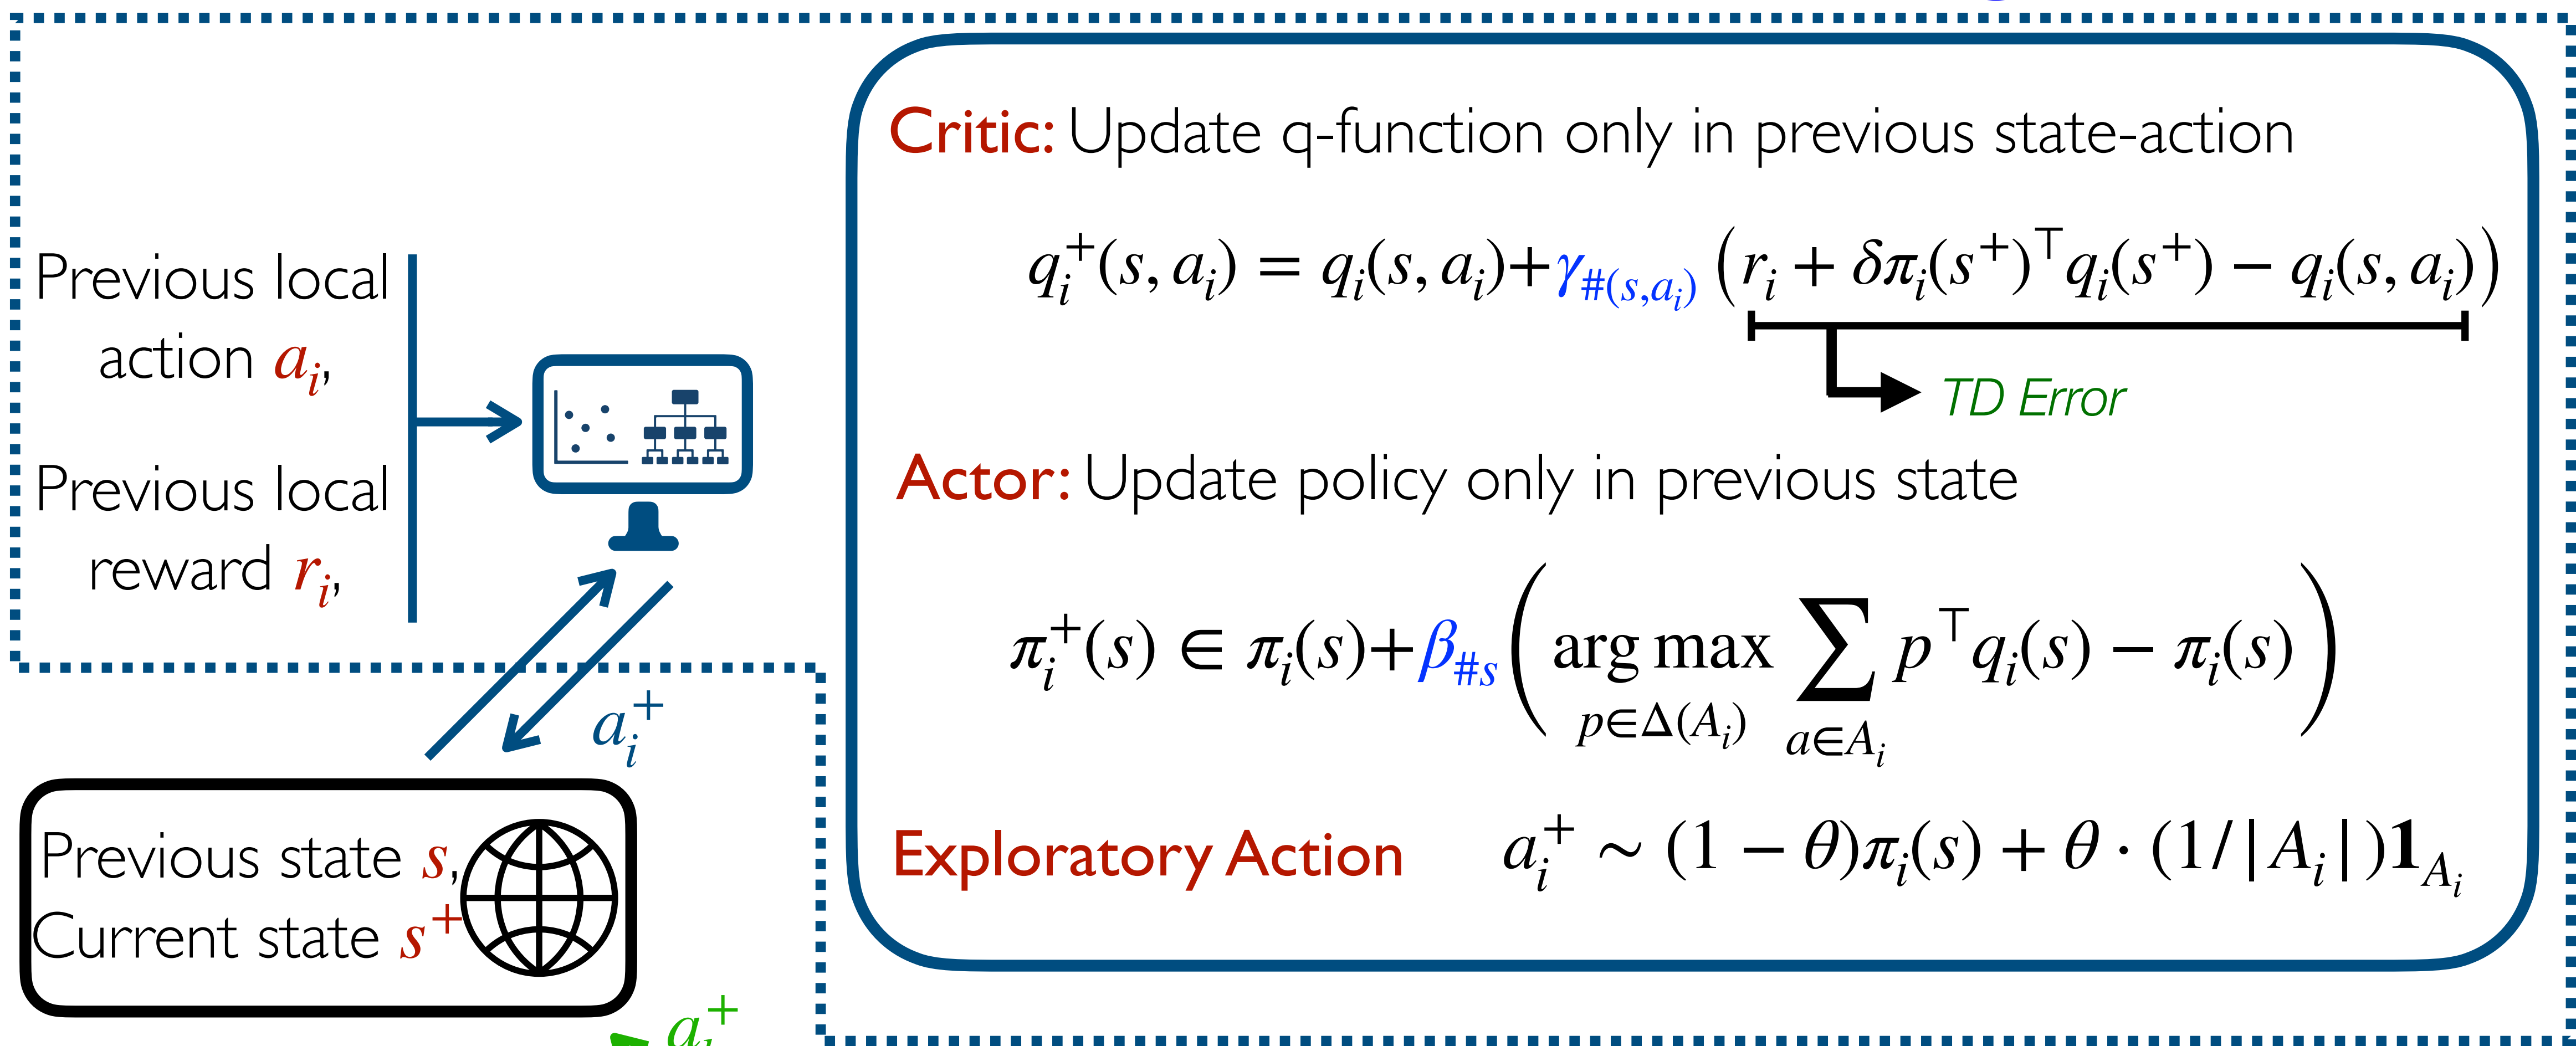 Critic: Update q-function only in previous state-action
q_i^+(s, a_i) = q_i(s, a_i)+γ_{#(s,a_i)} (r_i + δπ_i(s^+)^⊤q_i(s^+) − q_i(s, a_i))
TD Error
Actor: Update policy only in previous state
π_i^+(s) ∈ π_i(s)+β_{#s} (arg max_{p∈Δ(A_i)} ∑_{a∈A_i} p^⊤q_i(s) − π_i(s))
Exploratory Action a_i^+ ∼ (1 − θ)π_i(s) + θ · (1/|A_i|)𝟏_{A_i}
Previous local
action a_i,
Previous local
reward r_i,
a_i^+
Previous state s,
Current state s^+